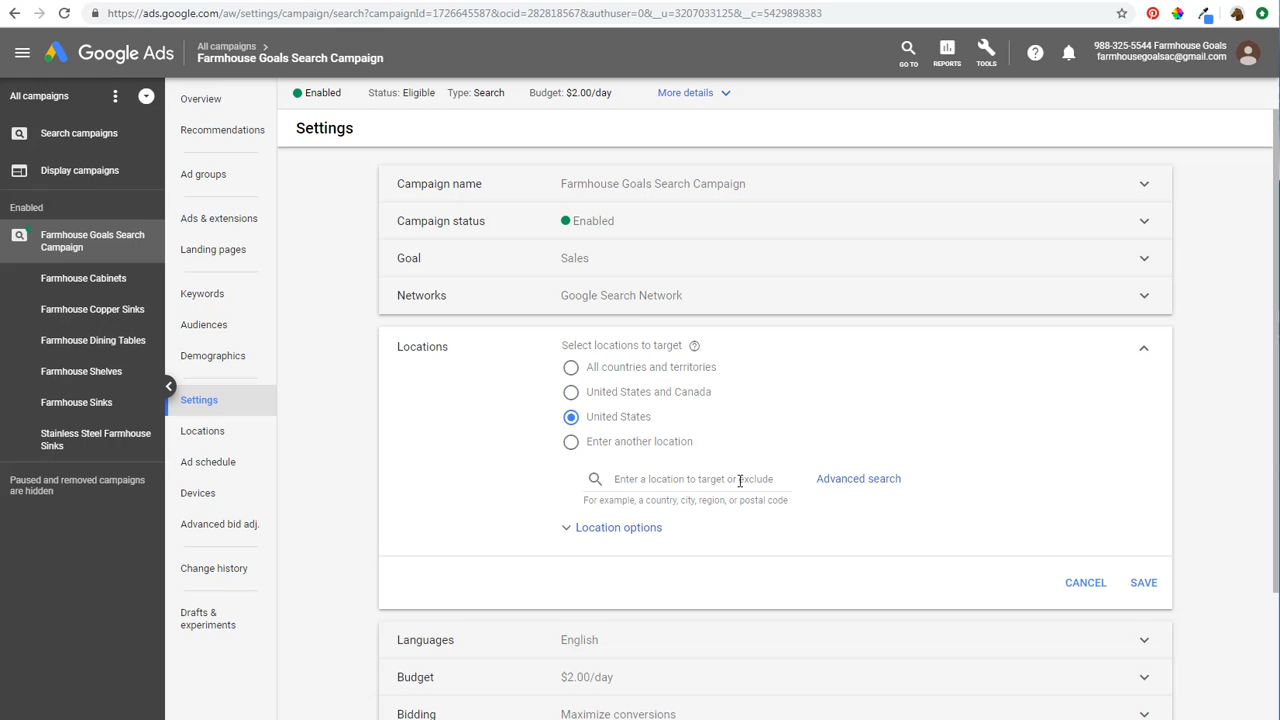 https://ads.google.com/aw/settings/campaign/search?campaignId=1726645587&ocid=282818567&authuser=0&__u=3207033125&__c=5429898383
Google Ads
All campaigns
Farmhouse Goals Search Campaign
GO TO
REPORTS
TOOLS
988-325-5544 Farmhouse Goals
farmhousegoalsac@gmail.com
All campaigns
Search campaigns
Display campaigns
Enabled
Farmhouse Goals Search
Campaign
Farmhouse Cabinets
Farmhouse Copper Sinks
Farmhouse Dining Tables
Farmhouse Shelves
Farmhouse Sinks
Stainless Steel Farmhouse
Sinks
Paused and removed campaigns
are hidden
Overview
Recommendations
Ad groups
Ads & extensions
Landing pages
Keywords
Audiences
Demographics
Settings
Locations
Ad schedule
Devices
Advanced bid adj.
Change history
Drafts &
experiments
Enabled Status: Eligible Type: Search Budget: $2.00/day More details
Settings
Campaign name Farmhouse Goals Search Campaign
Campaign status Enabled
Goal Sales
Networks Google Search Network
Locations Select locations to target
All countries and territories
United States and Canada
United States
Enter another location
Enter a location to target or exclude Advanced search
For example, a country, city, region, or postal code
Location options
CANCEL SAVE
Languages English
Budget $2.00/day
Bidding Maximize conversions